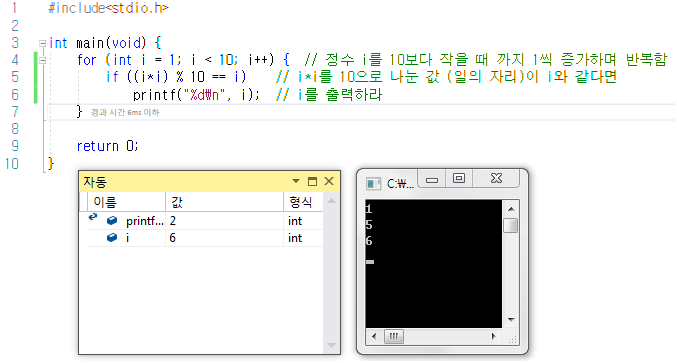 1 #include<stdio.h>
2
3 int main(void) {
4 for (int i = 1; i < 10; i++) { // 정수 i를 10보다 작을 때 까지 1씩 증가하며 반복함
5 if ((i*i) % 10 == i) // i*i를 10으로 나눈 값 (일의 자리)이 i와 같다면
6 printf("%d₩n", i); // i를 출력하라
7 } 경과 시간 6ms 이하
8
9 return 0;
10 }
자동
이름 값 형식
printf... 2 int
i 6 int
C:₩...
1
5
6